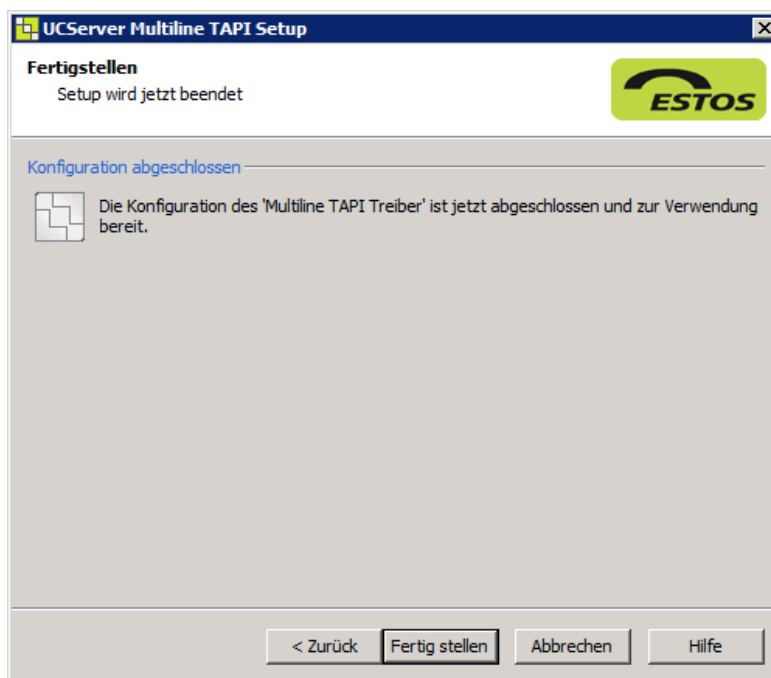 UCServer Multiline TAPI Setup
Fertigstellen
Setup wird jetzt beendet
ESTOS
Konfiguration abgeschlossen
Die Konfiguration des 'Multiline TAPI Treiber' ist jetzt abgeschlossen und zur Verwendung
bereit.
< Zurück Fertig stellen Abbrechen Hilfe